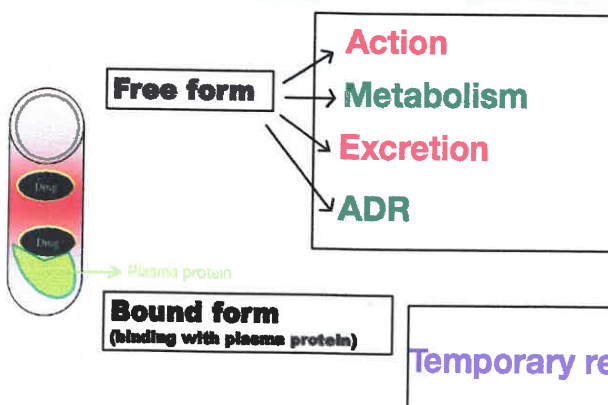 Action
Free form
Metabolism
Excretion
ADR
Drug
Drug
Plasma protein
Bound form
(binding with plasma protein)
Temporary re